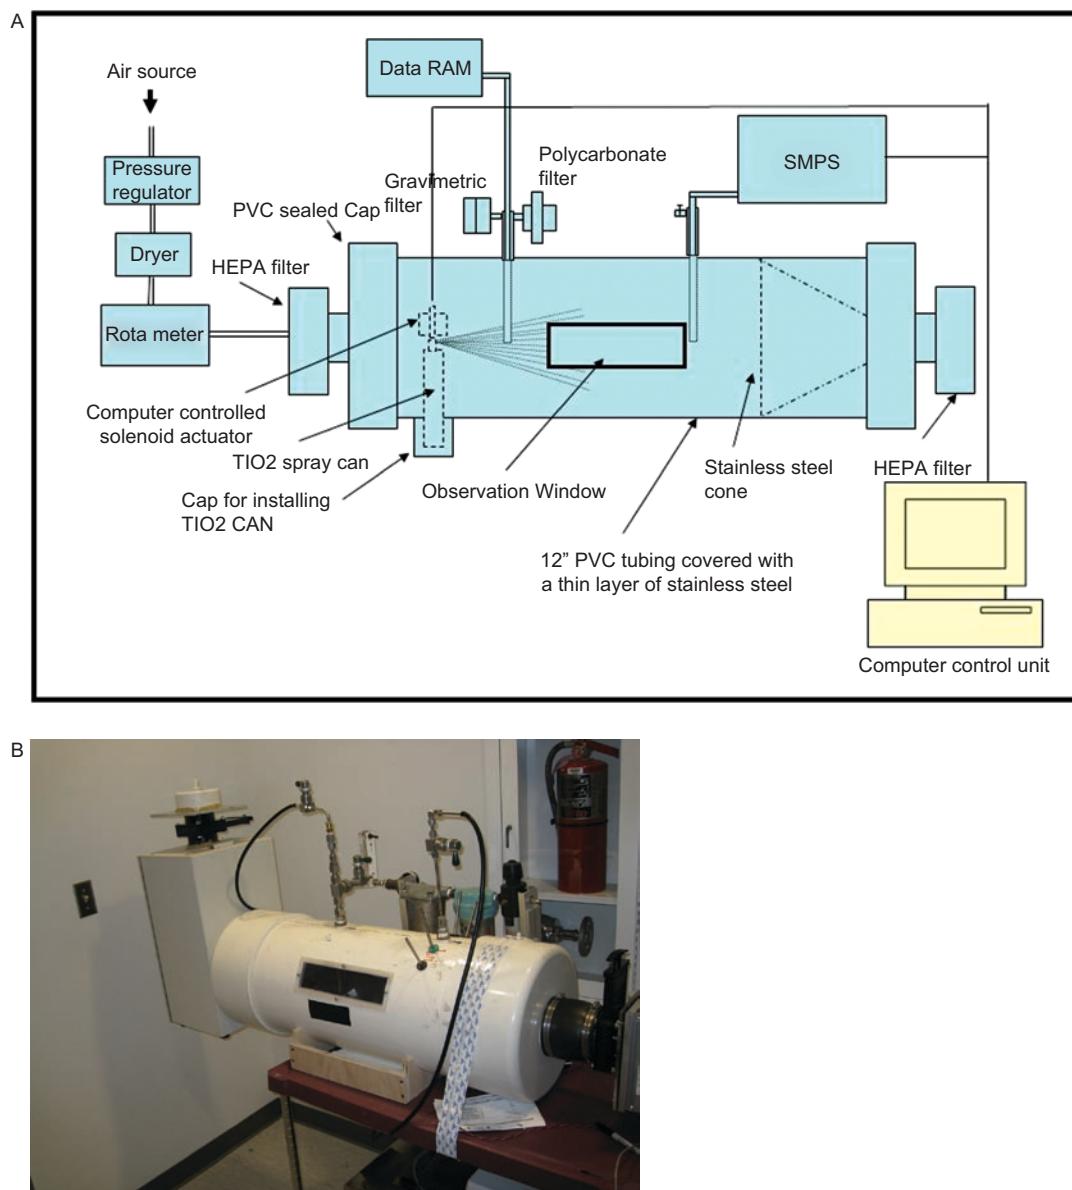 A
Air source
Data RAM
Pressure
regulator
Gravimetric
filter
Polycarbonate
filter
SMPS
PVC sealed Cap
Dryer
HEPA filter
Rota meter
Computer controlled
solenoid actuator
TIO2 spray can
Cap for installing
TIO2 CAN
Observation Window
Stainless steel
cone
HEPA filter
12” PVC tubing covered with
a thin layer of stainless steel
Computer control unit
B